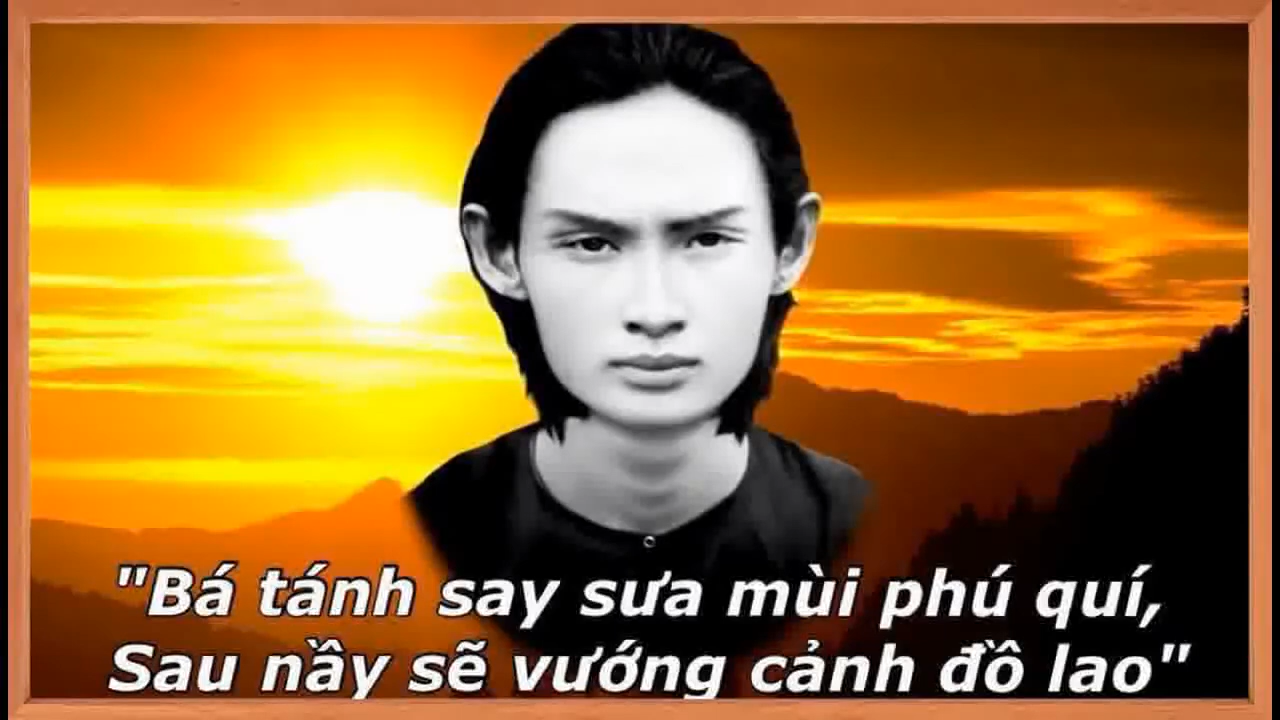 "Bá tánh say sưa mùi phú quí,
Sau nầy sẽ vướng cảnh đồ lao"